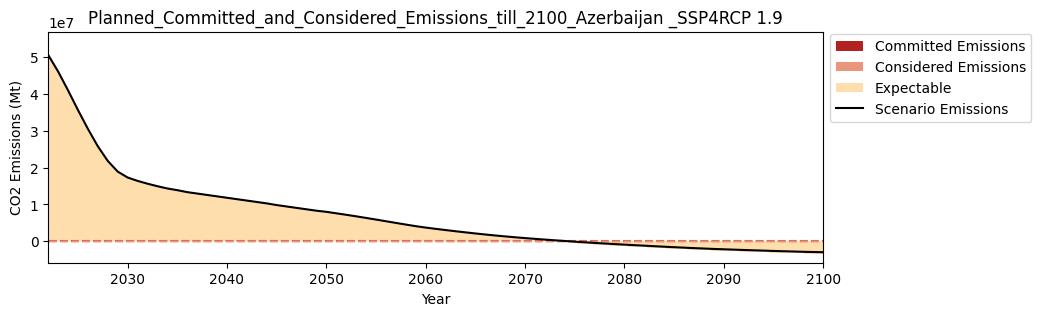 Planned_Committed_and_Considered_Emissions_till_2100_Azerbaijan _SSP4RCP 1.9
1e7
5
4
3
2
1
0
CO2 Emissions (Mt)
2030 2040 2050 2060 2070 2080 2090 2100
Year
Committed Emissions
Considered Emissions
Expectable
Scenario Emissions